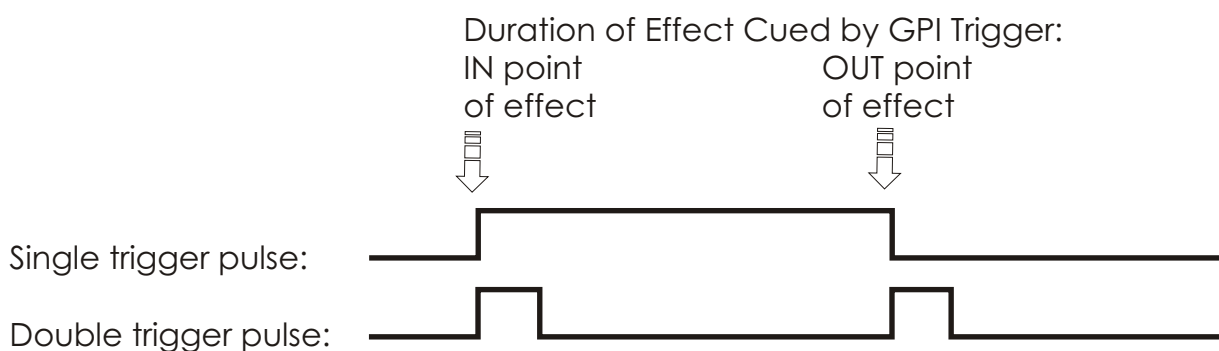 Duration of Effect Cued by GPI Trigger:
IN point
of effect
OUT point
of effect
Single trigger pulse:
Double trigger pulse: